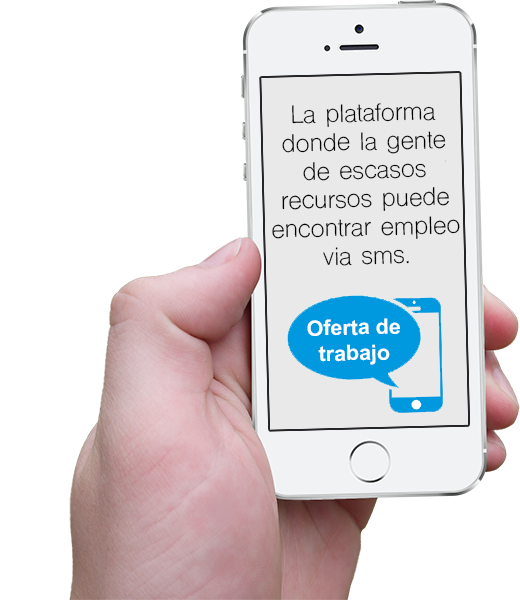 La plataforma
donde la gente
de escasos
recursos puede
encontrar empleo
via sms.
Oferta de
trabajo